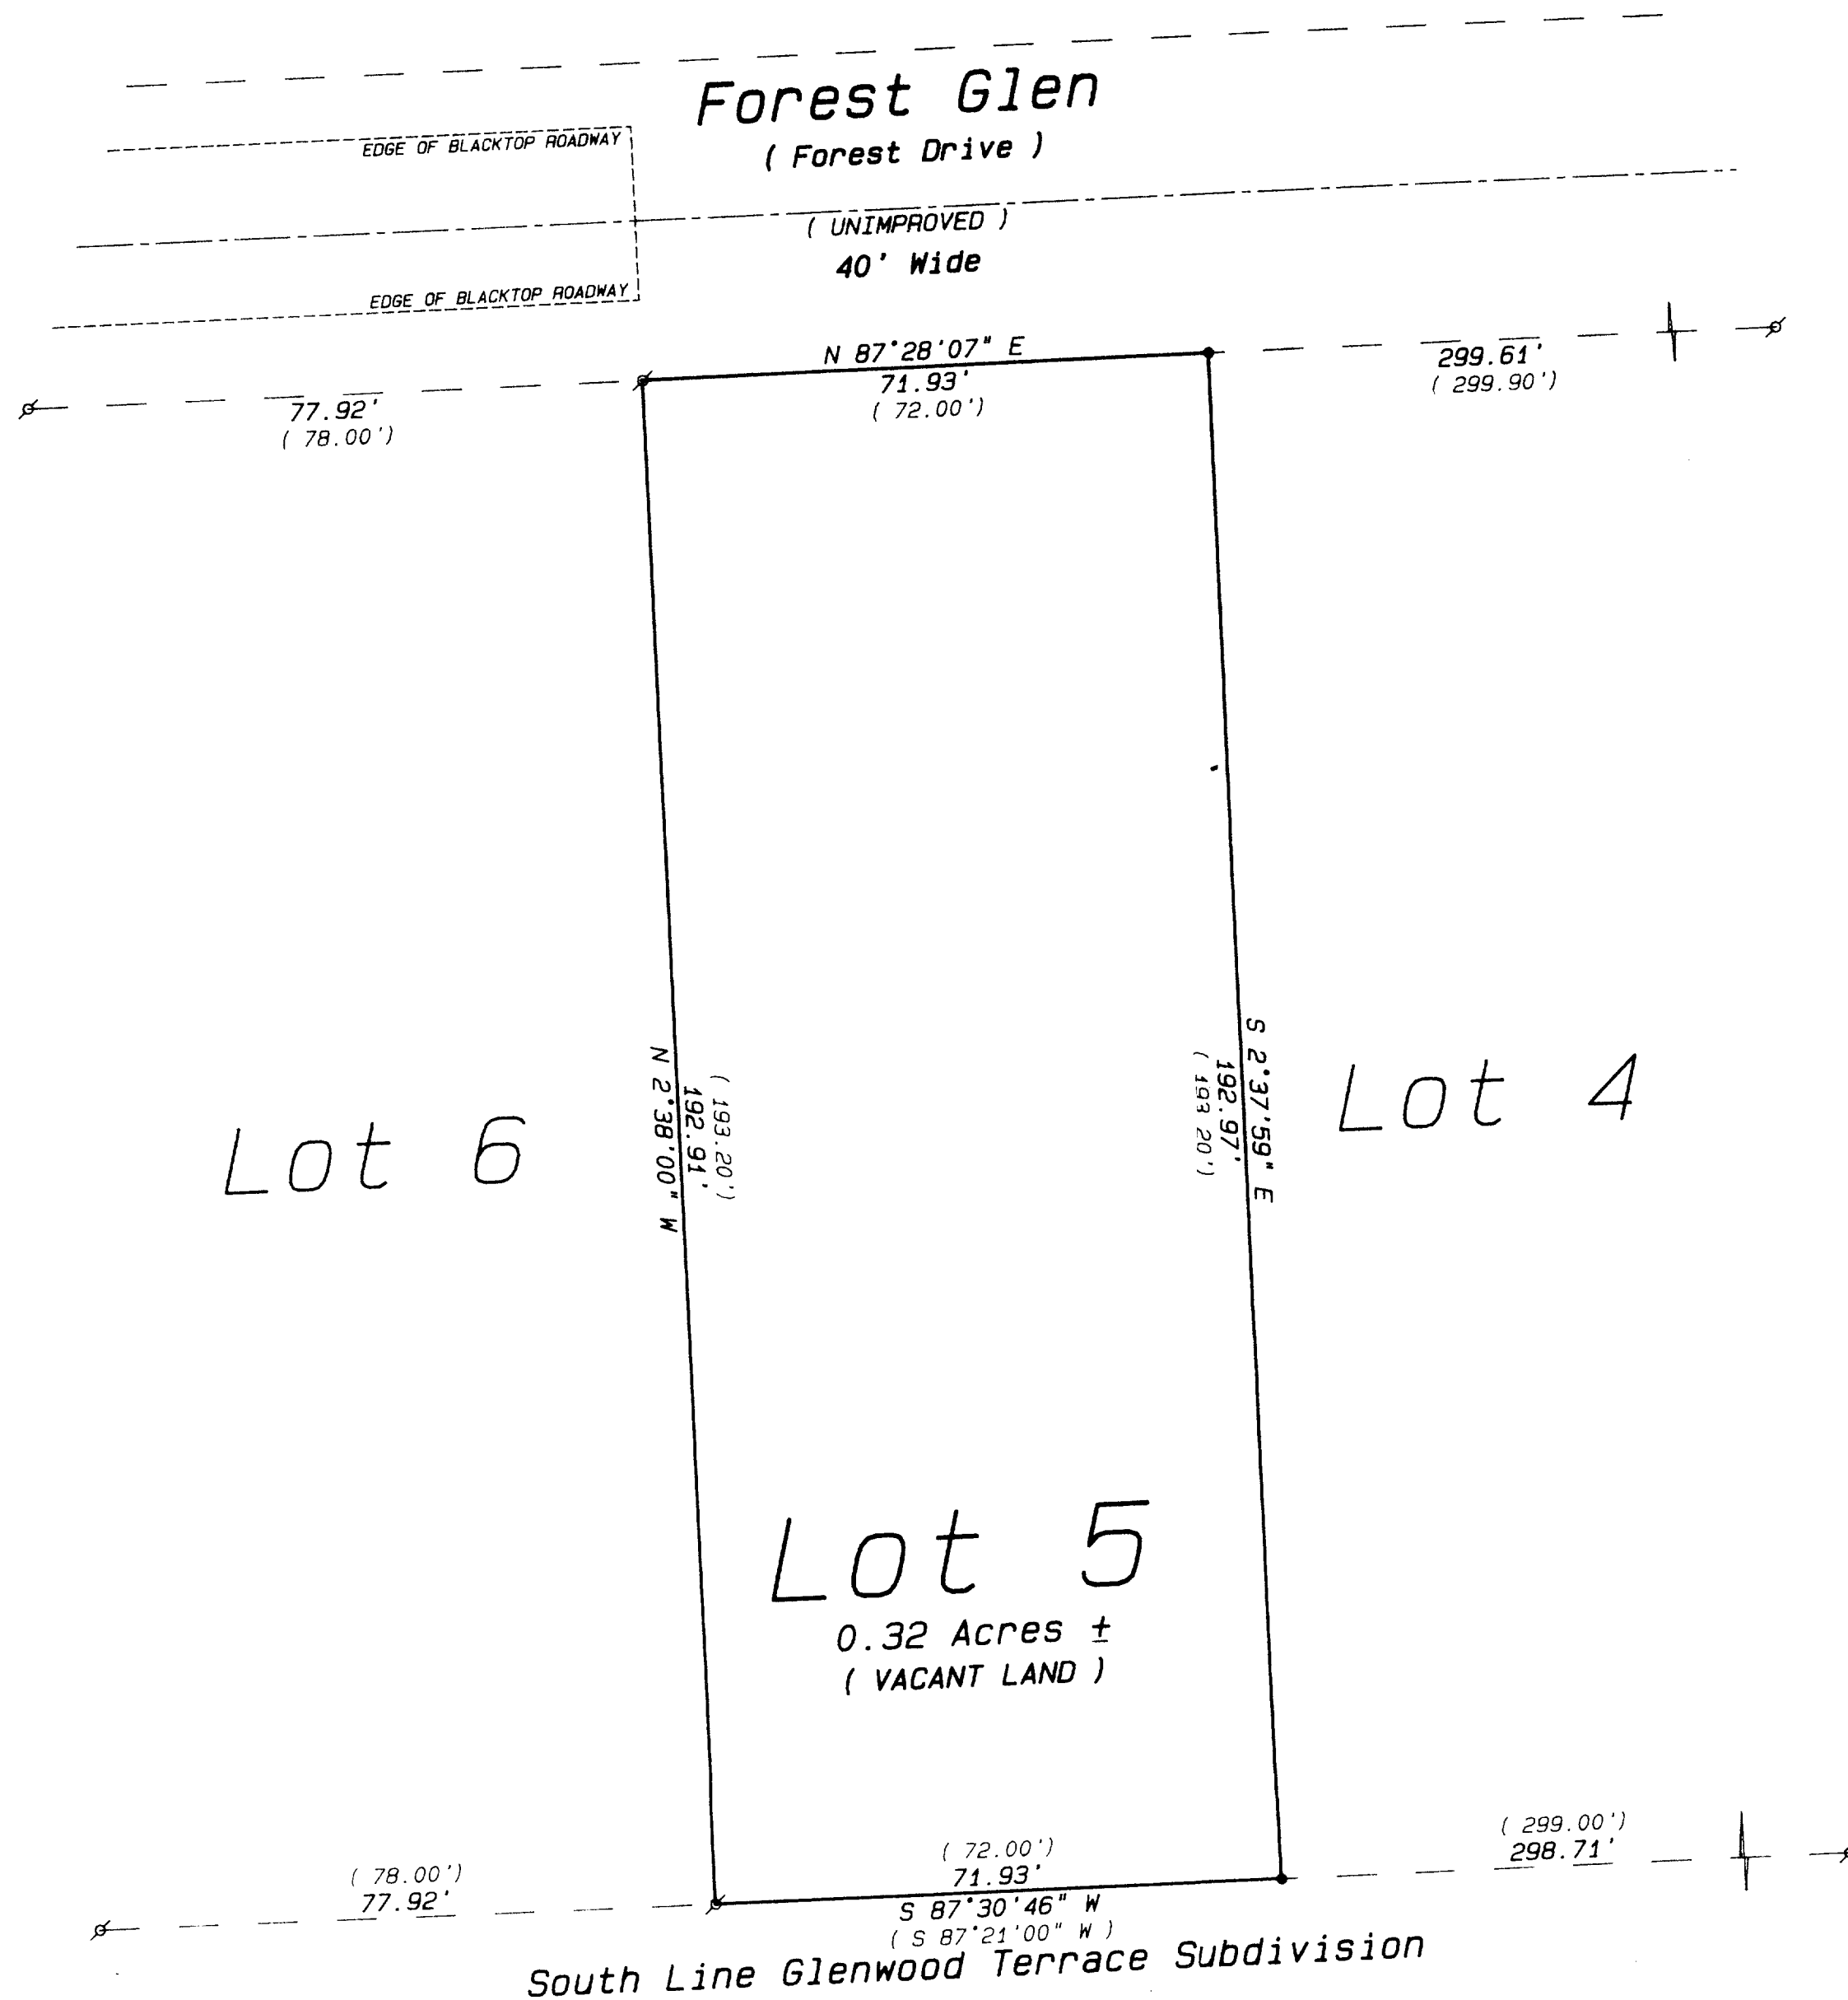 Forest Glen
( Forest Drive )
EDGE OF BLACKTOP ROADWAY
( UNIMPROVED )
40' Wide
EDGE OF BLACKTOP ROADWAY
N 87°28'07" E
71.93'
( 72.00')
299.61'
( 299.90')
77.92'
( 78.00')
N 2°38'00" W
192.91'
( 193.20')
S 2°37'59" E
192.97'
( 193 20')
Lot 6
Lot 4
Lot 5
0.32 Acres ±
( VACANT LAND )
( 78.00')
77.92'
( 72.00')
71.93'
( 299.00')
298.71'
S 87°30'46" W
( S 87°21'00" W )
South Line Glenwood Terrace Subdivision